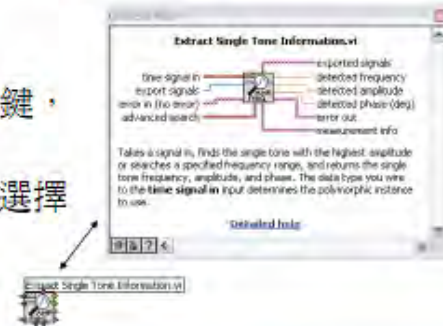 Extract Single Tone Information.vi
exported signals
time signal in
detected frequency
export signals
detected amplitude
error in (no error)
detected phase (deg)
advanced search
error out
measurement info
鍵，
Takes a signal in, finds the single tone with the highest amplitude
or searches a specified frequency range, and returns the single
tone frequency, amplitude, and phase. The data type you wire
to the time signal in input determines the polymorphic instance
to use.
選擇
Detailed help
?
Extract Single Tone Information.vi